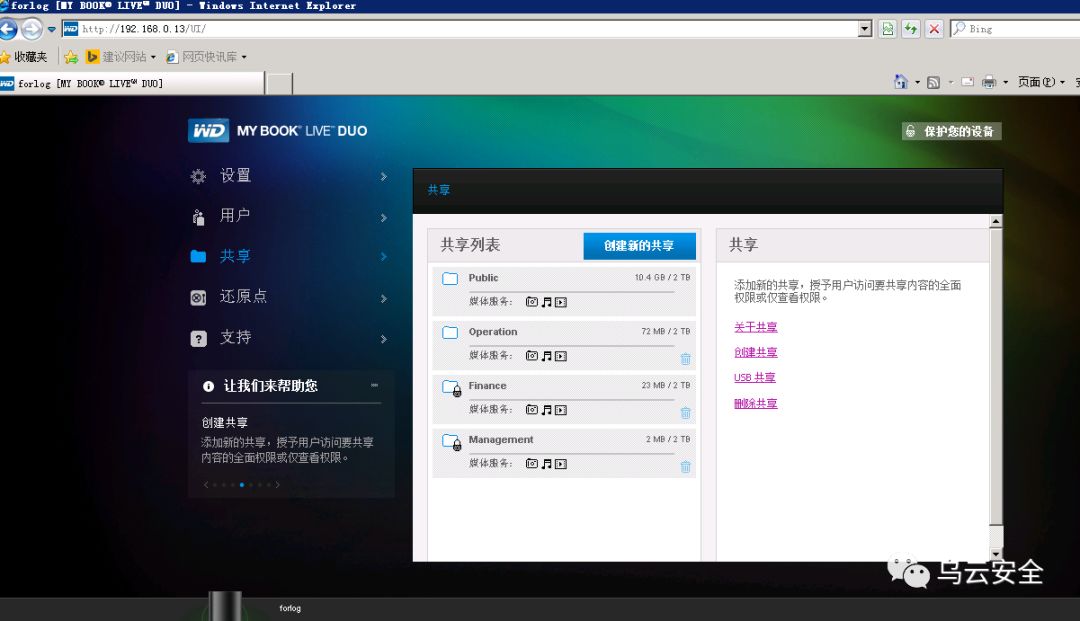 forlog [MY BOOK® LIVE™ DUO] - Windows Internet Explorer
http://192.168.0.13/UI/
Bing
收藏夹
建议网站
网页快讯库
forlog [MY BOOK® LIVE™ DUO]
页面(P)
WD MY BOOK® LIVE™ DUO
保护您的设备
设置
用户
共享
还原点
支持
让我们来帮助您
创建共享
添加新的共享，授予用户访问要共享
内容的全面权限或仅查看权限。
共享
共享列表
创建新的共享
Public 10.4 GB / 2 TB
媒体服务:
Operation 72 MB / 2 TB
媒体服务:
Finance 23 MB / 2 TB
媒体服务:
Management 2 MB / 2 TB
媒体服务:
共享
添加新的共享，授予用户访问要共享内容的全面
权限或仅查看权限。
关于共享
创建共享
USB 共享
删除共享
乌云安全
forlog